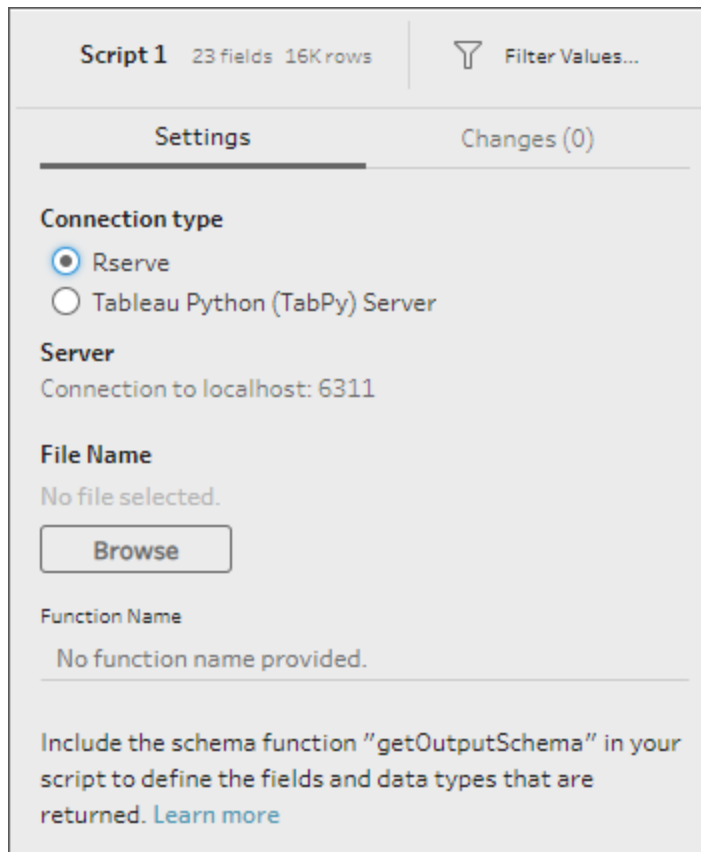 Script 1 23 fields 16K rows Filter Values...
Settings Changes (0)
Connection type
Rserve
Tableau Python (TabPy) Server
Server
Connection to localhost: 6311
File Name
No file selected.
Browse
Function Name
No function name provided.
Include the schema function "getOutputSchema" in your
script to define the fields and data types that are
returned. Learn more